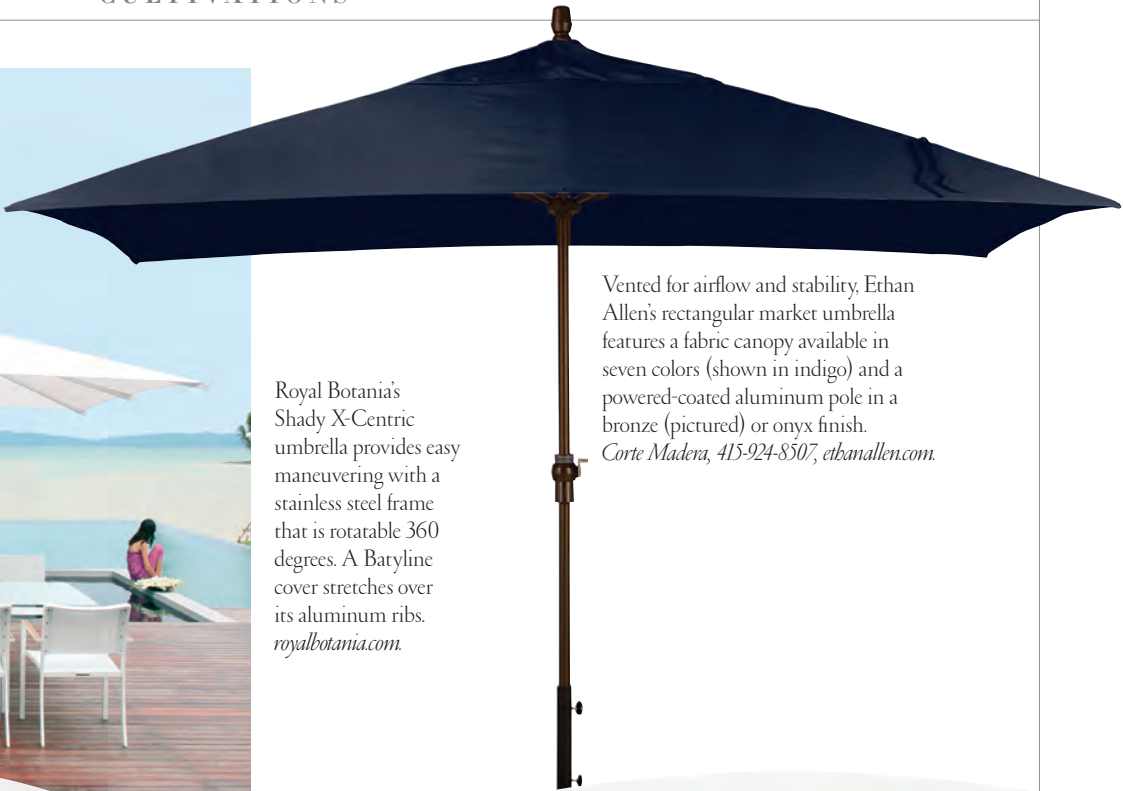 CULTIVATIONS
Royal Botania's
Shady X-Centric
umbrella provides easy
maneuvering with a
stainless steel frame
that is rotatable 360
degrees. A Batyline
cover stretches over
its aluminum ribs.
royalbotania.com.
Vented for airflow and stability, Ethan
Allen's rectangular market umbrella
features a fabric canopy available in
seven colors (shown in indigo) and a
powered-coated aluminum pole in a
bronze (pictured) or onyx finish.
Corte Madera, 415-924-8507, ethanallen.com.